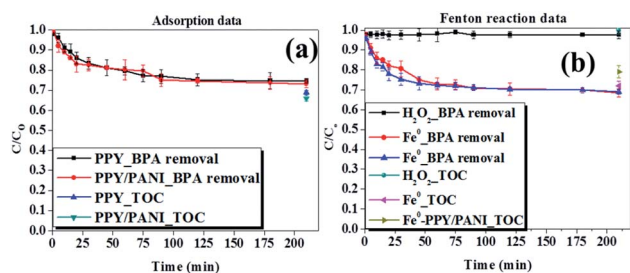 Adsorption data
(a)
C/C₀
1.0
0.9
0.8
0.7
0.6
0.5
0.4
0.3
0.2
0.1
0.0
PPY_BPA removal
PPY/PANI_BPA removal
PPY_TOC
PPY/PANI_TOC
0 25 50 75 100 125 150 175 200
Time (min)
Fenton reaction data
(b)
C/C₀
1.0
0.9
0.8
0.7
0.6
0.5
0.4
0.3
0.2
0.1
0.0
H₂O₂_BPA removal
Fe⁰_BPA removal
Fe⁰_BPA removal
H₂O₂_TOC
Fe⁰_TOC
Fe⁰-PPY/PANI_TOC
0 25 50 75 100 125 150 175 200
Time (min)